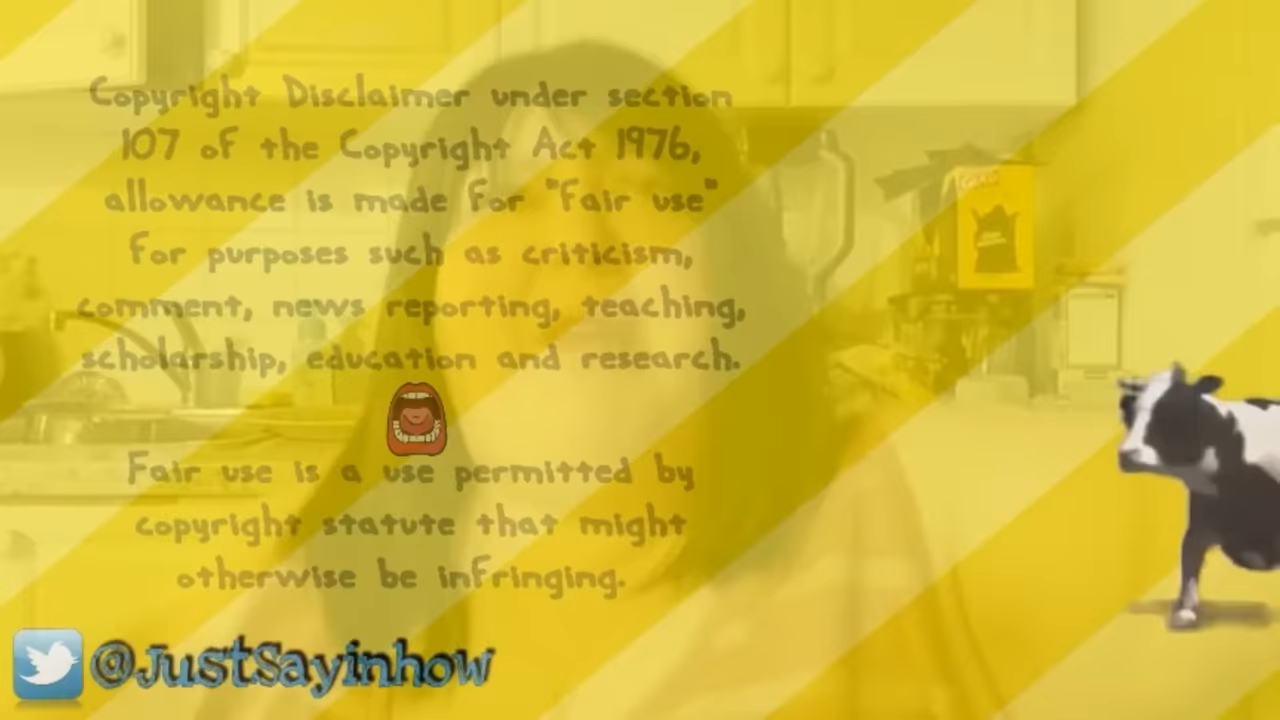 Copyright Disclaimer under section
107 of the Copyright Act 1976,
allowance is made for "Fair use"
for purposes such as criticism,
comment, news reporting, teaching,
scholarship, education and research.
Fair use is a use permitted by
copyright statute that might
otherwise be infringing.
@JustSayinhow